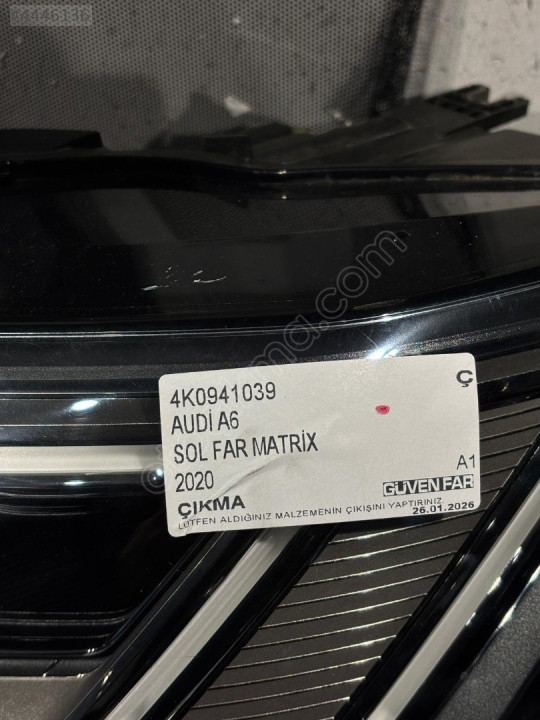 4446136
4K0941039
Ç
AUDİ A6
SOL FAR MATRİX
2020
A1
ÇIKMA
GÜVEN FAR
LÜTFEN ALDIĞINIZ MALZEMENİN ÇIKIŞINI YAPTIRINIZ
26.01.2026